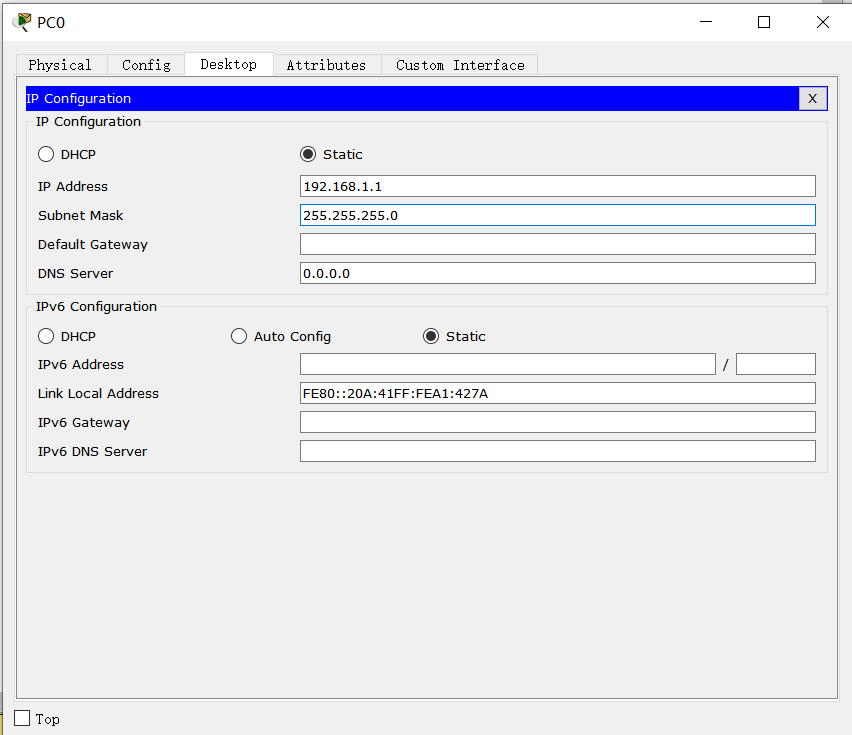 PC0
Physical Config Desktop Attributes Custom Interface
IP Configuration X
IP Configuration
DHCP Static
IP Address 192.168.1.1
Subnet Mask 255.255.255.0
Default Gateway
DNS Server 0.0.0.0
IPv6 Configuration
DHCP Auto Config Static
IPv6 Address /
Link Local Address FE80::20A:41FF:FEA1:427A
IPv6 Gateway
IPv6 DNS Server
Top